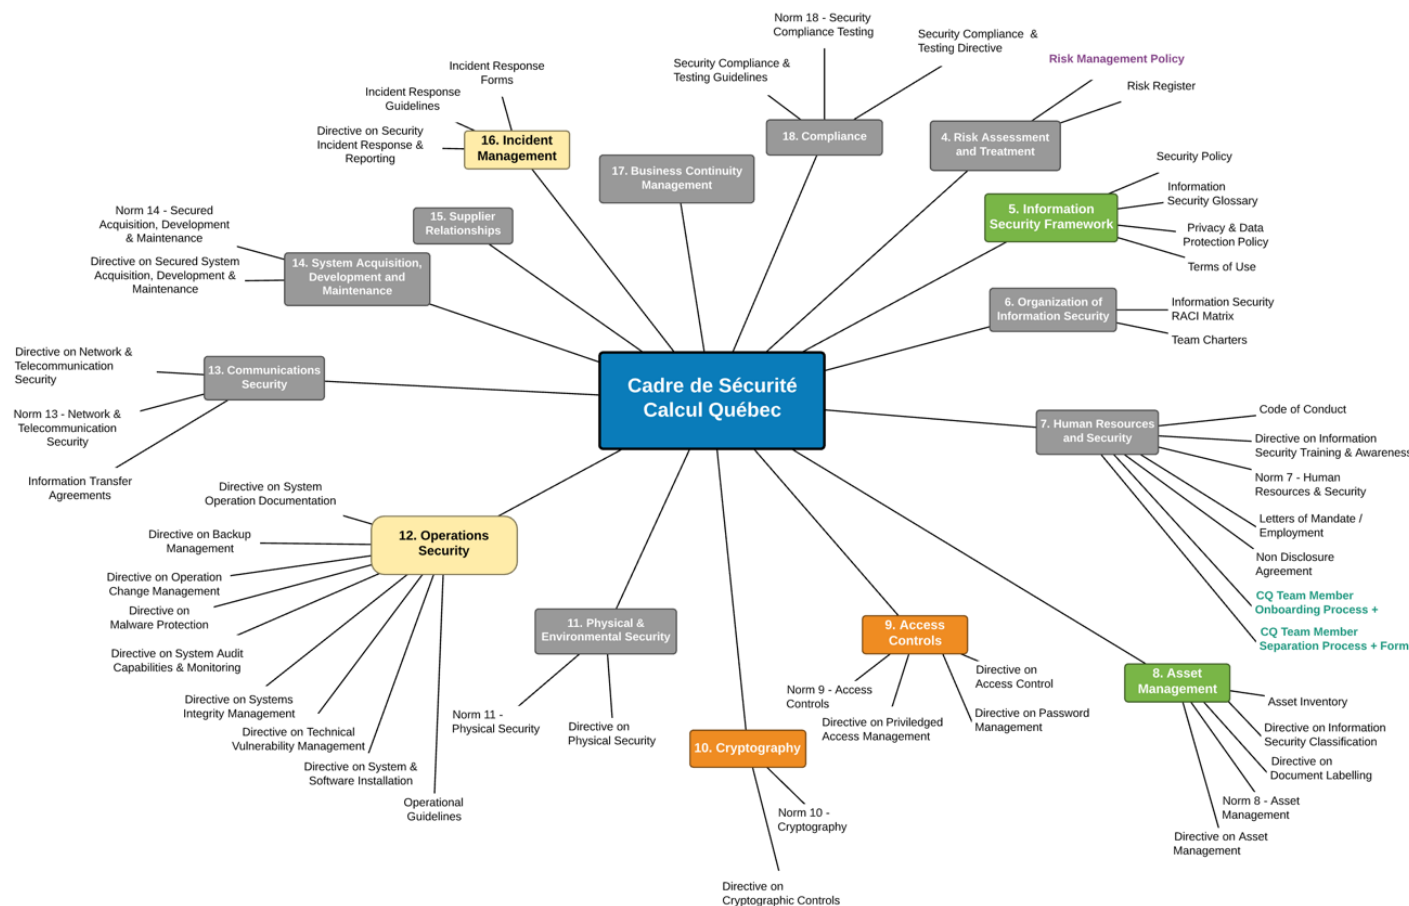 Norm 18 - Security
Compliance Testing
Security Compliance &
Testing Directive
Security Compliance &
Testing Guidelines
18. Compliance
Risk Management Policy
Risk Register
4. Risk Assessment
and Treatment
Incident Response
Forms
Incident Response
Guidelines
Directive on Security
Incident Response &
Reporting
16. Incident
Management
17. Business Continuity
Management
Security Policy
Information
Security Glossary
Privacy & Data
Protection Policy
Terms of Use
5. Information
Security Framework
15. Supplier
Relationships
Norm 14 - Secured
Acquisition, Development
& Maintenance
Directive on Secured System
Acquisition, Development &
Maintenance
14. System Acquisition,
Development and
Maintenance
6. Organization of
Information Security
Information Security
RACI Matrix
Team Charters
Directive on Network &
Telecommunication
Security
Norm 13 - Network &
Telecommunication
Security
Information Transfer
Agreements
13. Communications
Security
Cadre de Sécurité
Calcul Québec
7. Human Resources
and Security
Code of Conduct
Directive on Information
Security Training & Awareness
Norm 7 - Human
Resources & Security
Letters of Mandate /
Employment
Non Disclosure
Agreement
CQ Team Member
Onboarding Process +
CQ Team Member
Separation Process + Form
Directive on System
Operation Documentation
Directive on Backup
Management
Directive on Operation
Change Management
Directive on
Malware Protection
Directive on System Audit
Capabilities & Monitoring
Directive on Systems
Integrity Management
Directive on Technical
Vulnerability Management
Directive on System &
Software Installation
Operational
Guidelines
12. Operations
Security
11. Physical &
Environmental Security
Norm 11 -
Physical Security
Directive on
Physical Security
10. Cryptography
Norm 10 -
Cryptography
Directive on
Cryptographic Controls
9. Access
Controls
Norm 9 - Access
Controls
Directive on Priviledged
Access Management
Directive on
Access Control
Directive on Password
Management
8. Asset
Management
Asset Inventory
Directive on Information
Security Classification
Directive on
Document Labelling
Norm 8 - Asset
Management
Directive on Asset
Management